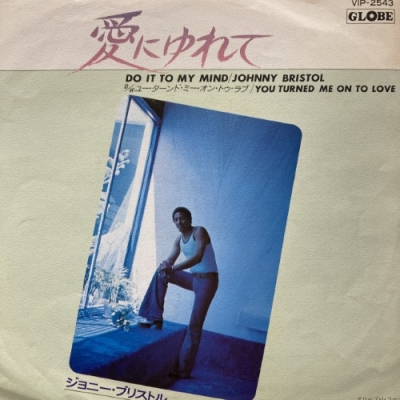 VIP-2543
GLOBE
愛にゆれて
DO IT TO MY MIND/JOHNNY BRISTOL
B/W ユー・ターンド・ミー・オン・トゥ・ラブ/YOU TURNED ME ON TO LOVE
ジョニー・ブリストル